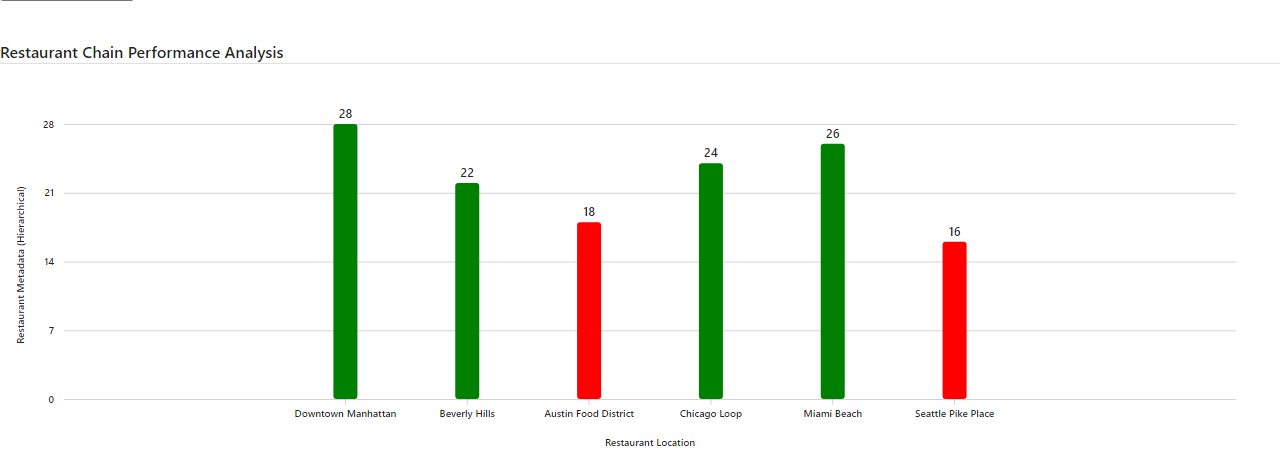 Restaurant Chain Performance Analysis
28
26
24
22
18
16
28
21
14
7
0
Restaurant Metadata (Hierarchical)
Downtown Manhattan
Beverly Hills
Austin Food District
Chicago Loop
Miami Beach
Seattle Pike Place
Restaurant Location